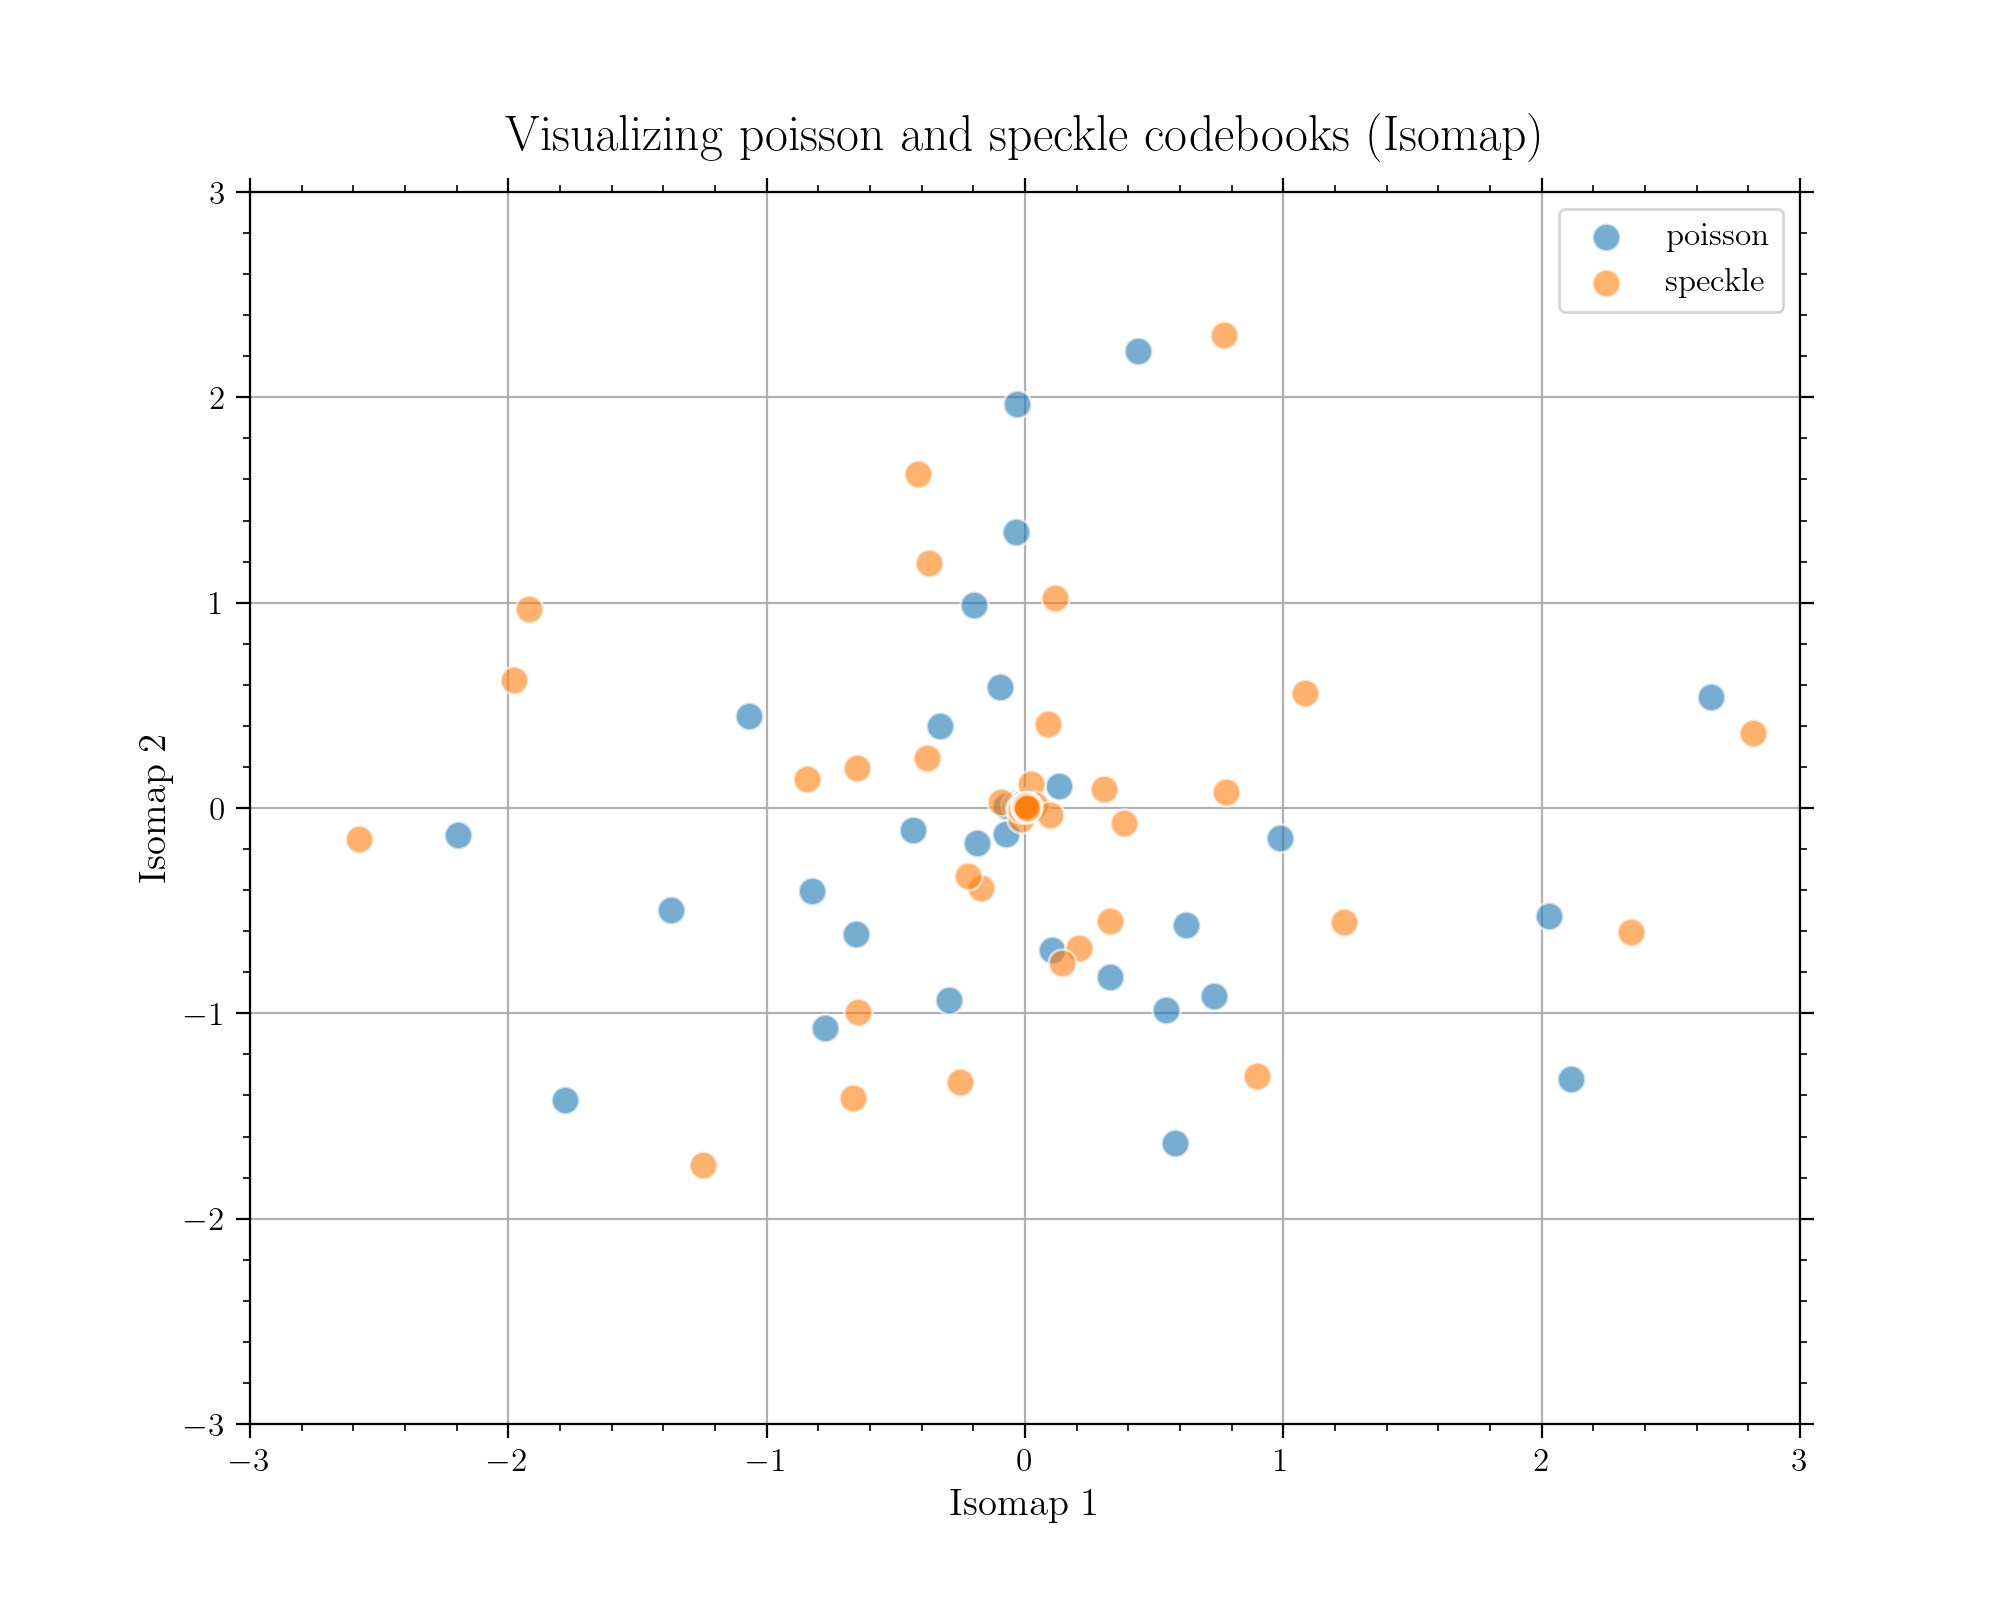 Visualizing poisson and speckle codebooks (Isomap)
poisson
speckle
3
2
1
0
−1
−2
−3
Isomap 2
−3
−2
−1
0
1
2
3
Isomap 1